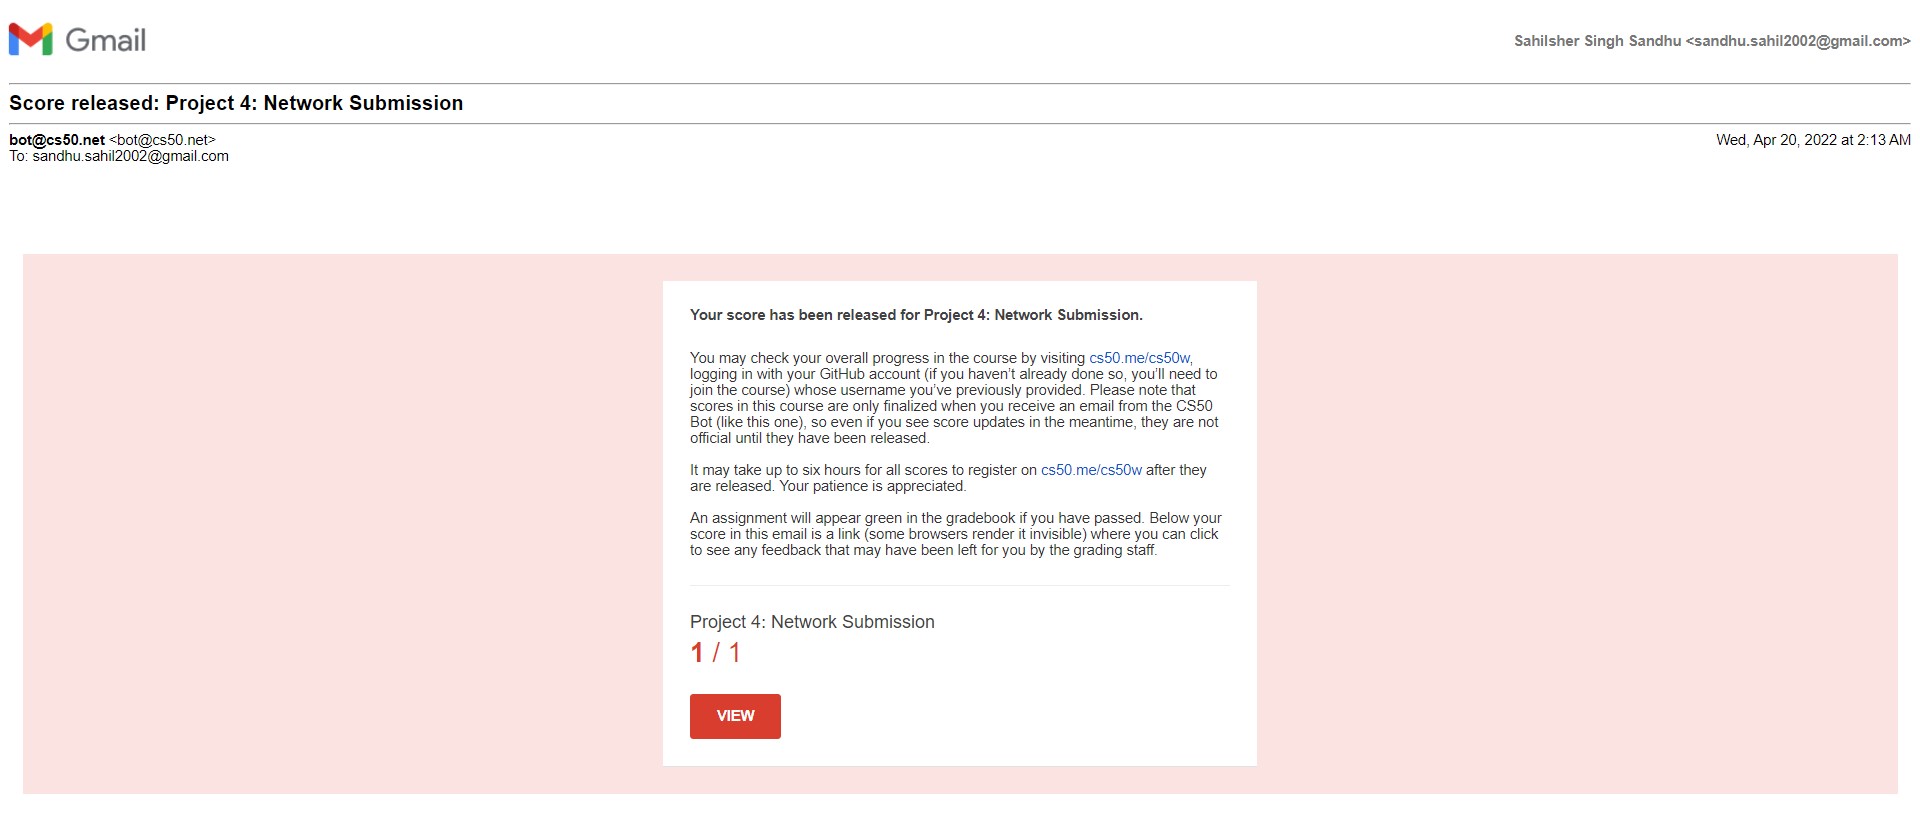 Gmail
Sahilsher Singh Sandhu <sandhu.sahil2002@gmail.com>
Score released: Project 4: Network Submission
bot@cs50.net <bot@cs50.net>
Wed, Apr 20, 2022 at 2:13 AM
To: sandhu.sahil2002@gmail.com
Your score has been released for Project 4: Network Submission.
You may check your overall progress in the course by visiting cs50.me/cs50w,
logging in with your GitHub account (if you haven’t already done so, you’ll need to
join the course) whose username you’ve previously provided. Please note that
scores in this course are only finalized when you receive an email from the CS50
Bot (like this one), so even if you see score updates in the meantime, they are not
official until they have been released.
It may take up to six hours for all scores to register on cs50.me/cs50w after they
are released. Your patience is appreciated.
An assignment will appear green in the gradebook if you have passed. Below your
score in this email is a link (some browsers render it invisible) where you can click
to see any feedback that may have been left for you by the grading staff.
Project 4: Network Submission
1 / 1
VIEW